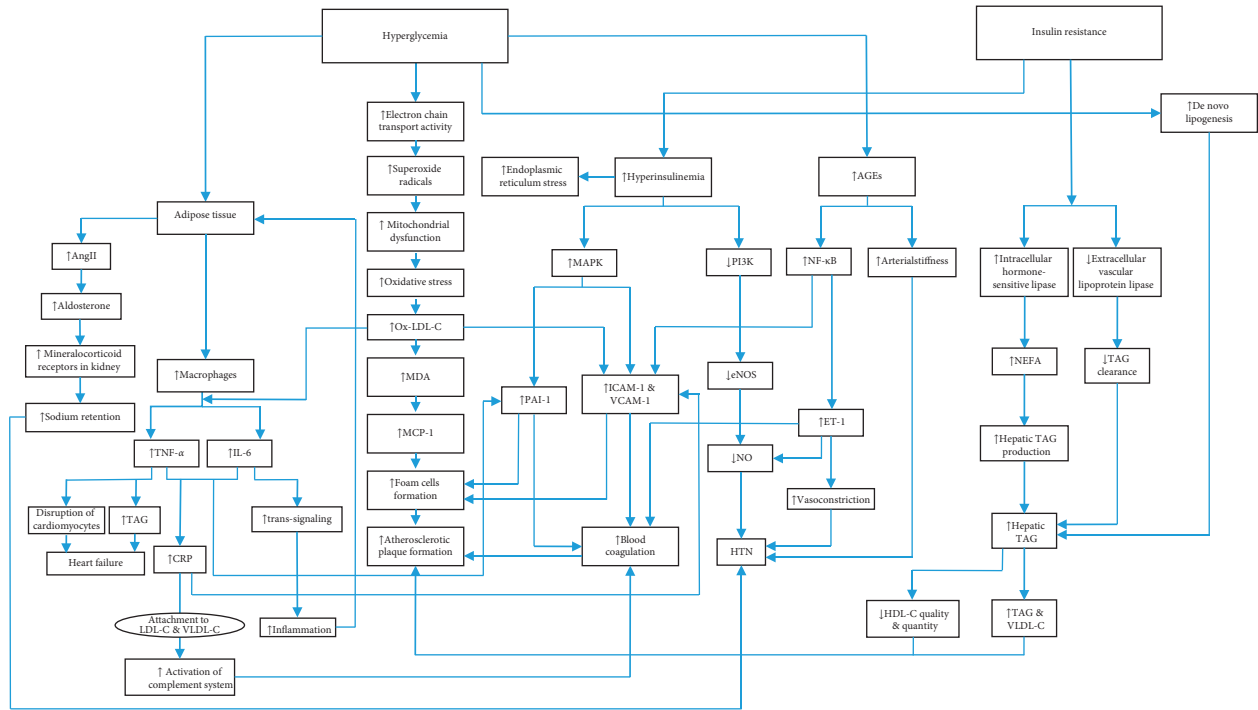 Hyperglycemia
Insulin resistance
↑Electron chain
transport activity
↑De novo
lipogenesis
↑Superoxide
radicals
↑Endoplasmic
reticulum stress
↑Hyperinsulinemia
↑AGEs
Adipose tissue
↑ Mitochondrial
dysfunction
↑AngII
↑MAPK
↓PI3K
↑NF-κB
↑Arterialstiffness
↑Intracellular
hormone-
sensitive lipase
↓Extracellular
vascular
lipoprotein lipase
↑Oxidative stress
↑Aldosterone
↑Ox-LDL-C
↑ Mineralocorticoid
receptors in kidney
↑Macrophages
↑MDA
↓eNOS
↑NEFA
↓TAG
clearance
↑PAI-1
↑ICAM-1 &
VCAM-1
↑Sodium retention
↑MCP-1
↑ET-1
↑Hepatic TAG
production
↑TNF-α
↑IL-6
↓NO
↑Foam cells
formation
↑Vasoconstriction
Disruption of
cardiomyocytes
↑TAG
↑trans-signaling
↑Hepatic
TAG
↑Atherosclerotic
plaque formation
↑Blood
coagulation
HTN
Heart failure
↑CRP
Attachment to
LDL-C & VLDL-C
↑Inflammation
↓HDL-C quality
& quantity
↑TAG &
VLDL-C
↑ Activation of
complement system